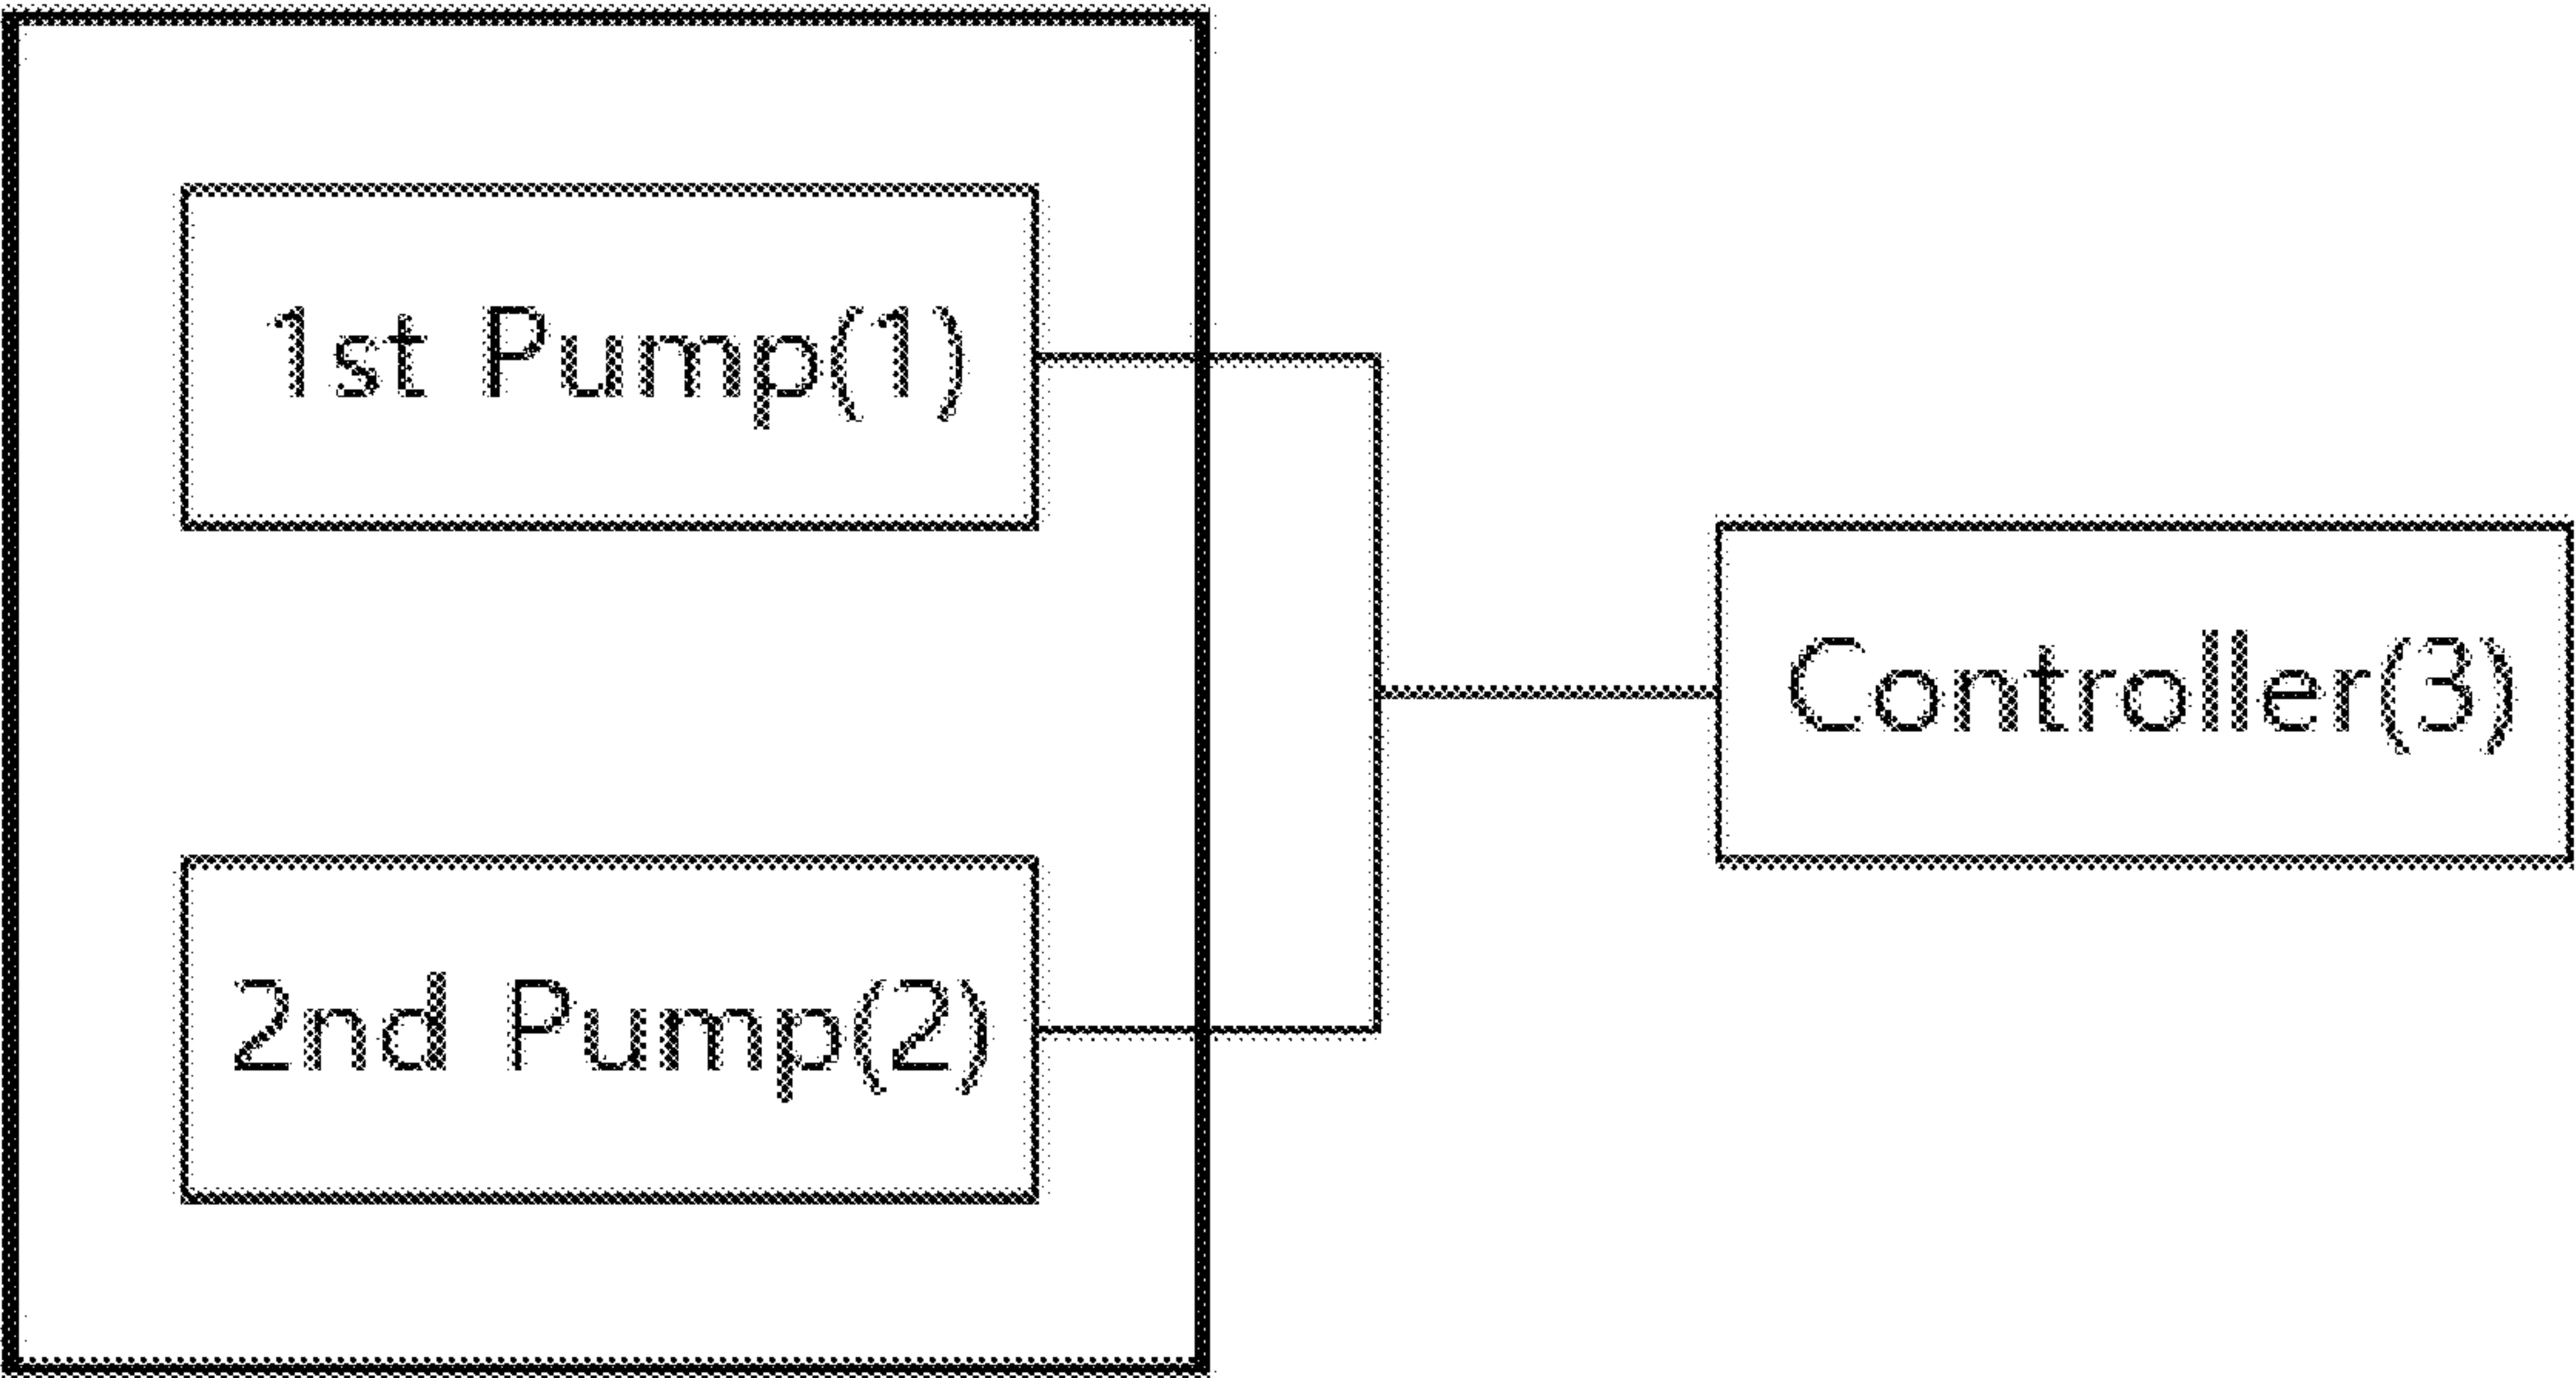 1st Pump(1)
Controller(3)
2nd Pump(2)